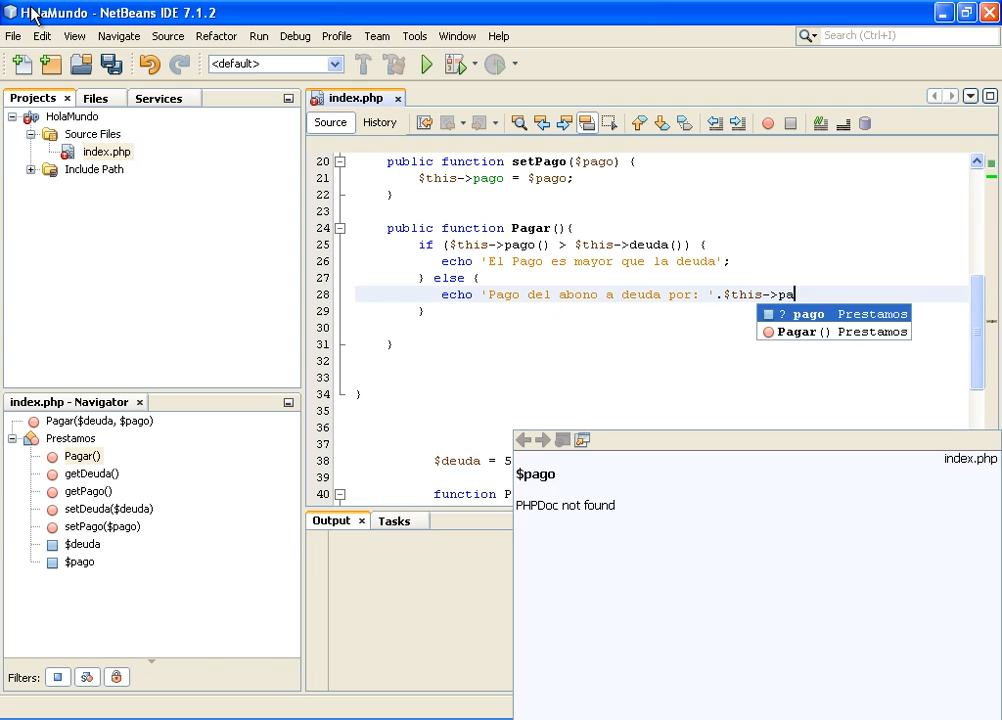 HolaMundo - NetBeans IDE 7.1.2
File Edit View Navigate Source Refactor Run Debug Profile Team Tools Window Help
Search (Ctrl+I)
<default>
Projects × Files Services
index.php ×
HolaMundo
Source Files
index.php
Include Path
Source History
20 public function setPago($pago) {
21 $this->pago = $pago;
22 }
23
24 public function Pagar(){
25 if ($this->pago() > $this->deuda()) {
26 echo 'El Pago es mayor que la deuda';
27 } else {
28 echo 'Pago del abono a deuda por: '.$this->pa
29 }
30
31 }
32
33
34 }
35
36
37
38 $deuda = 5
39
40 function P
? pago Prestamos
Pagar() Prestamos
index.php
$pago
PHPDoc not found
index.php - Navigator ×
Pagar($deuda, $pago)
Prestamos
Pagar()
getDeuda()
getPago()
setDeuda($deuda)
setPago($pago)
$deuda
$pago
Filters:
Output × Tasks